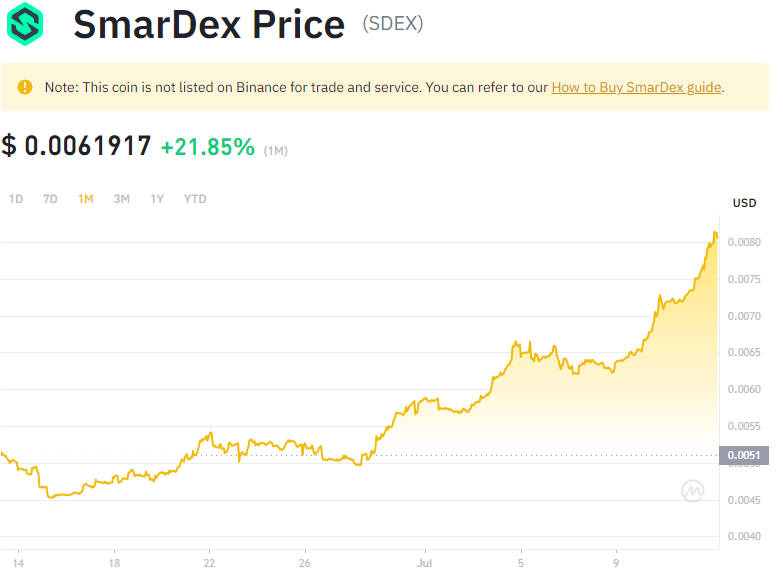 SmarDex Price (SDEX)
Note: This coin is not listed on Binance for trade and service. You can refer to our How to Buy SmarDex guide.
$ 0.0061917 +21.85% (1M)
1D 7D 1M 3M 1Y YTD
USD
0.0080
0.0075
0.0070
0.0065
0.0060
0.0055
0.0051
0.0045
0.0040
14 18 22 26 Jul 5 9